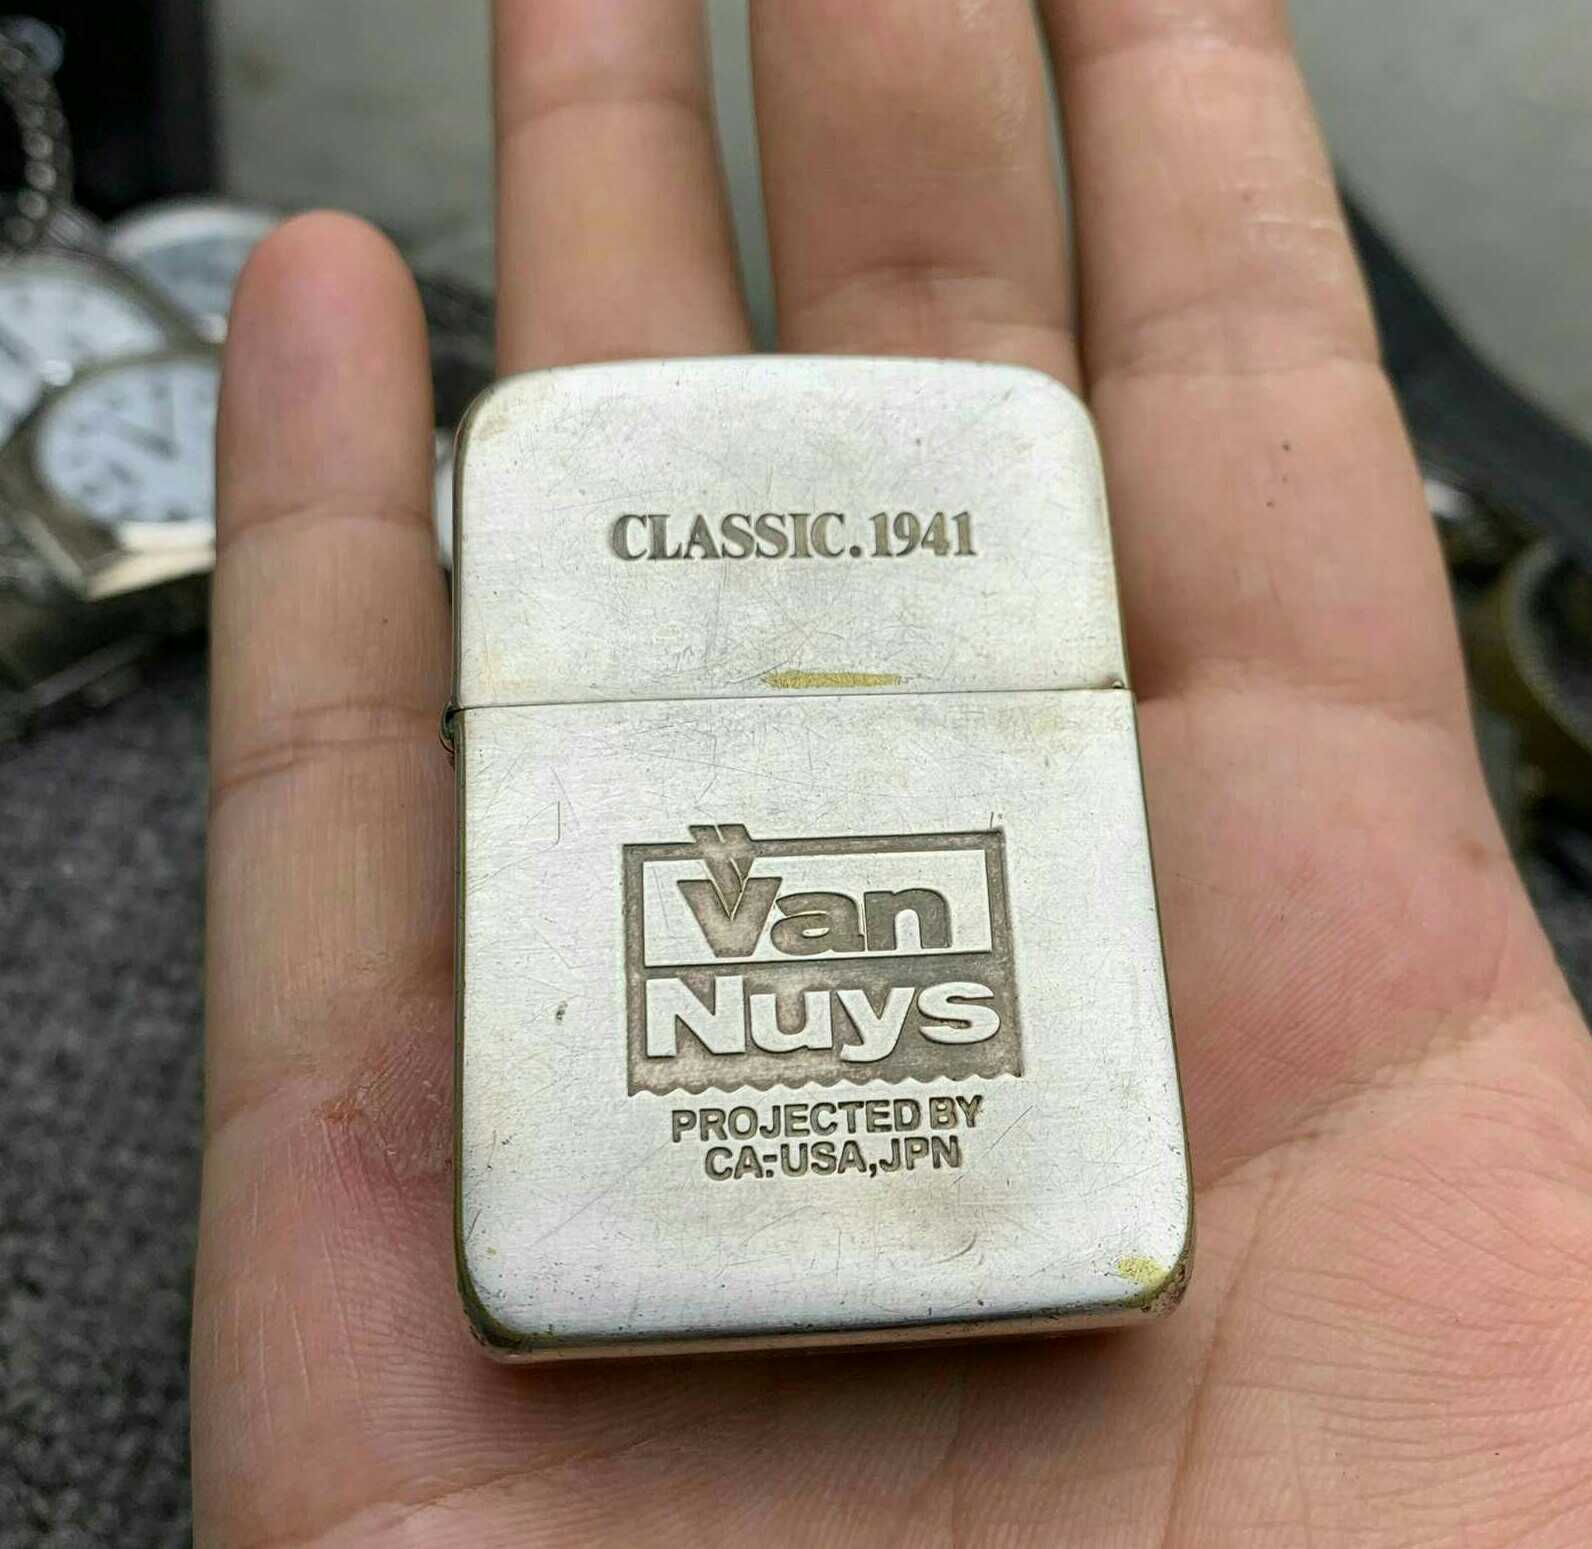 CLASSIC.1941
Van
Nuys
PROJECTED BY
CA:USA,JPN